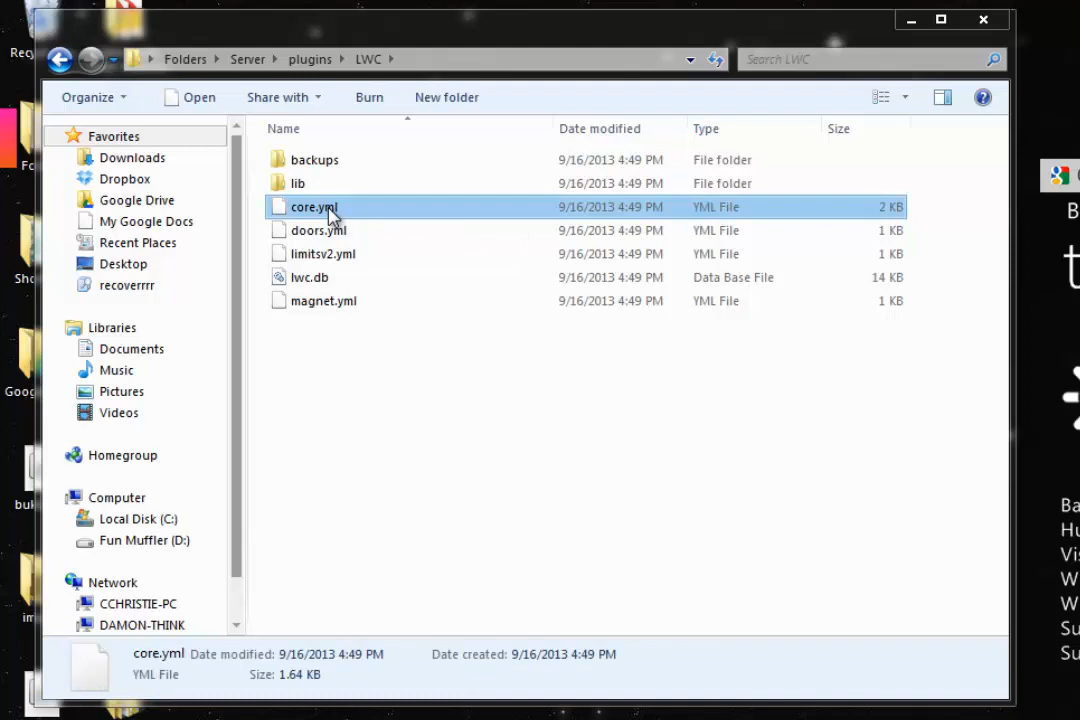 Folders Server plugins LWC Search LWC
Organize Open Share with Burn New folder
Name Date modified Type Size
Favorites
Downloads
Dropbox
Google Drive
My Google Docs
Recent Places
Desktop
recoverrrr
Libraries
Documents
Music
Pictures
Videos
Homegroup
Computer
Local Disk (C:)
Fun Muffler (D:)
Network
CCHRISTIE-PC
DAMON-THINK
backups 9/16/2013 4:49 PM File folder
lib 9/16/2013 4:49 PM File folder
core.yml 9/16/2013 4:49 PM YML File 2 KB
doors.yml 9/16/2013 4:49 PM YML File 1 KB
limitsv2.yml 9/16/2013 4:49 PM YML File 1 KB
lwc.db 9/16/2013 4:49 PM Data Base File 14 KB
magnet.yml 9/16/2013 4:49 PM YML File 1 KB
core.yml Date modified: 9/16/2013 4:49 PM Date created: 9/16/2013 4:49 PM
YML File Size: 1.64 KB